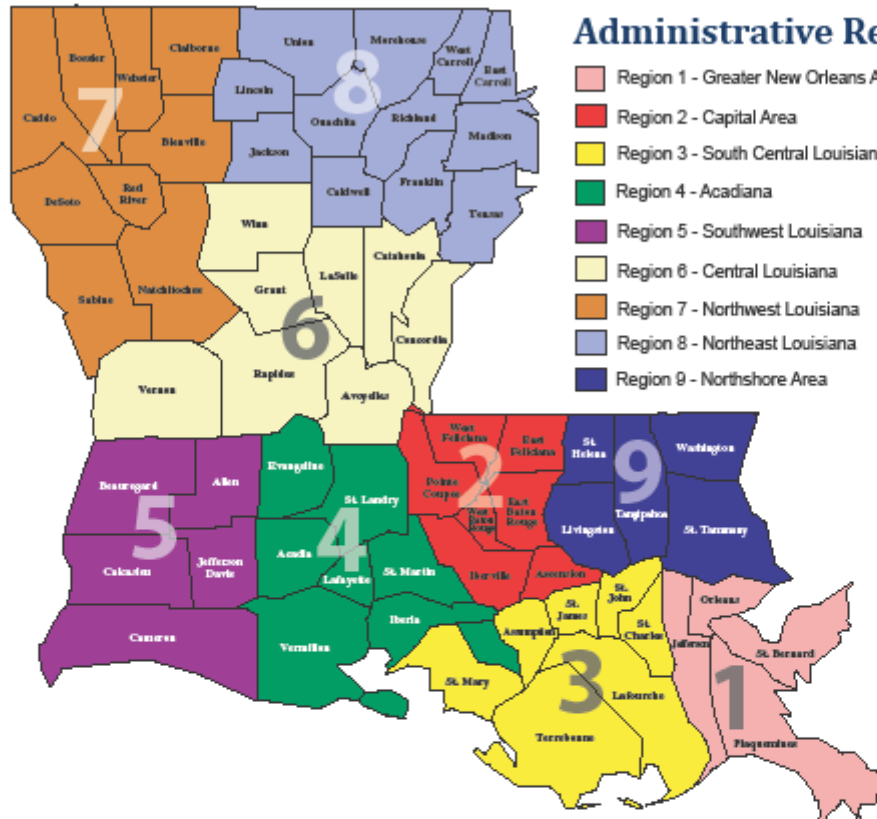 Administrative Re
Region 1 - Greater New Orleans A
Region 2 - Capital Area
Region 3 - South Central Louisian
Region 4 - Acadiana
Region 5 - Southwest Louisiana
Region 6 - Central Louisiana
Region 7 - Northwest Louisiana
Region 8 - Northeast Louisiana
Region 9 - Northshore Area
Caddo
Bossier
Webster
Claiborne
Bienville
DeSoto
Red
River
Sabine
Natchitoches
7
Union
Morehouse
West
Carroll
East
Carroll
Lincoln
Ouachita
Richland
Madison
Jackson
Caldwell
Franklin
Tensas
8
Winn
Grant
LaSalle
Catahoula
Concordia
Vernon
Rapides
Avoyelles
6
Beauregard
Allen
Calcasieu
Jefferson
Davis
Cameron
5
Evangeline
St. Landry
Acadia
Lafayette
St. Martin
Iberia
Vermilion
4
West
Feliciana
East
Feliciana
Pointe
Coupee
West
Baton
Rouge
East
Baton
Rouge
Iberville
Ascension
2
St.
Helena
Washington
Livingston
Tangipahoa
St. Tammany
9
Assumption
St.
James
St.
John
St.
Charles
St. Mary
Terrebonne
Lafourche
3
Orleans
Jefferson
St. Bernard
Plaquemines
1